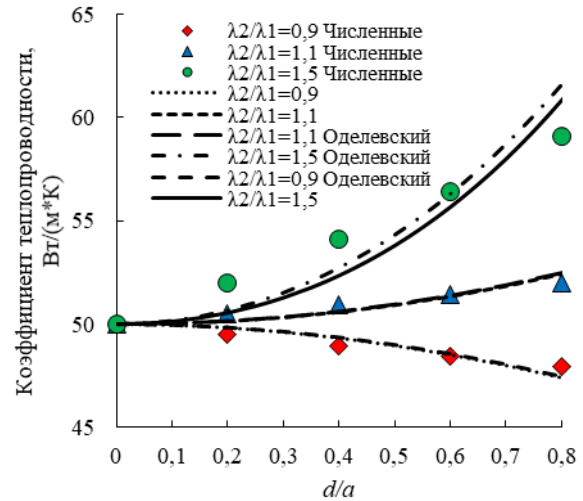 65
60
55
50
45
Коэффициент теплопроводности,
Вт/(м*К)
λ2/λ1=0,9 Численные
λ2/λ1=1,1 Численные
λ2/λ1=1,5 Численные
λ2/λ1=0,9
λ2/λ1=1,1
λ2/λ1=1,1 Оделевский
λ2/λ1=1,5 Оделевский
λ2/λ1=0,9 Оделевский
λ2/λ1=1,5
0 0,1 0,2 0,3 0,4 0,5 0,6 0,7 0,8
d/a